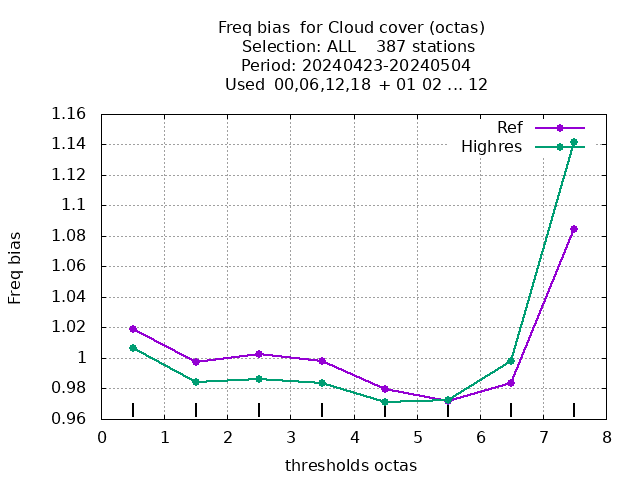 Freq bias  for Cloud cover (octas)
Selection: ALL    387 stations
Period: 20240423-20240504
Used  00,06,12,18  + 01 02 ... 12
Ref
Highres
Freq bias
1.16
1.14
1.12
1.1
1.08
1.06
1.04
1.02
1
0.98
0.96
0 1 2 3 4 5 6 7 8
thresholds octas